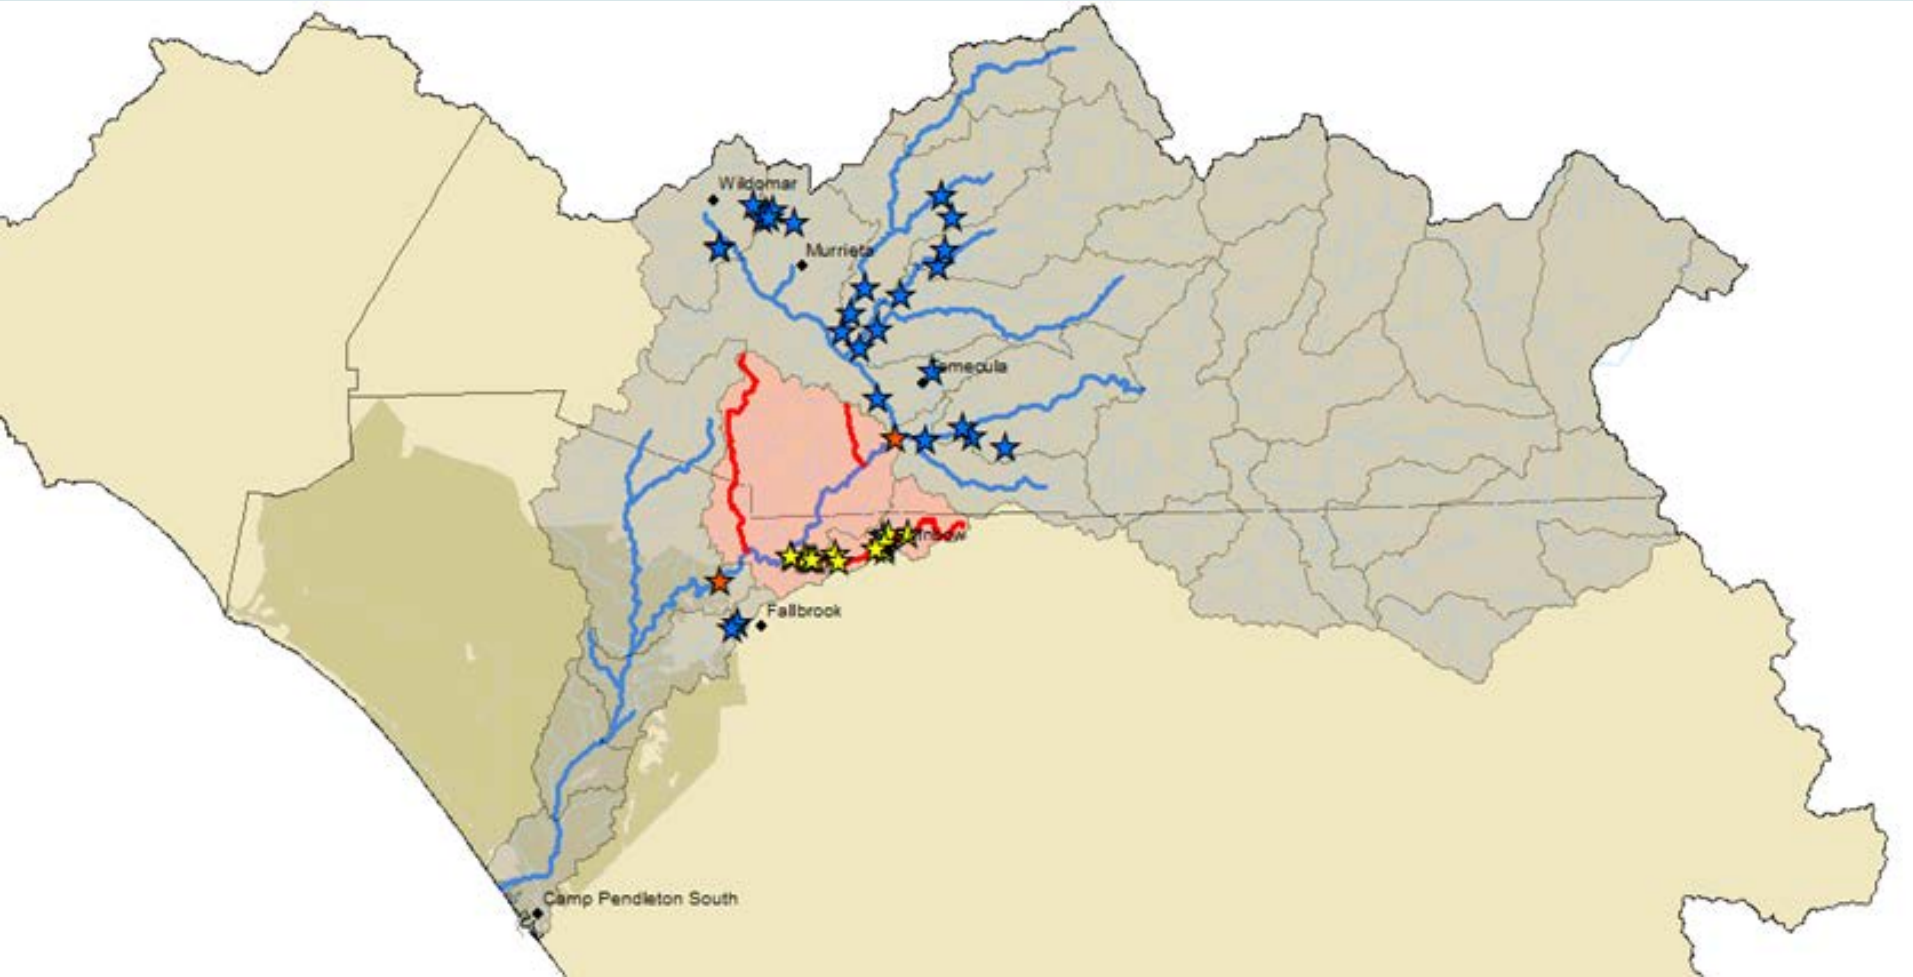 Wildomar
Murrieta
Temecula
Fallbrook
Camp Pendleton South